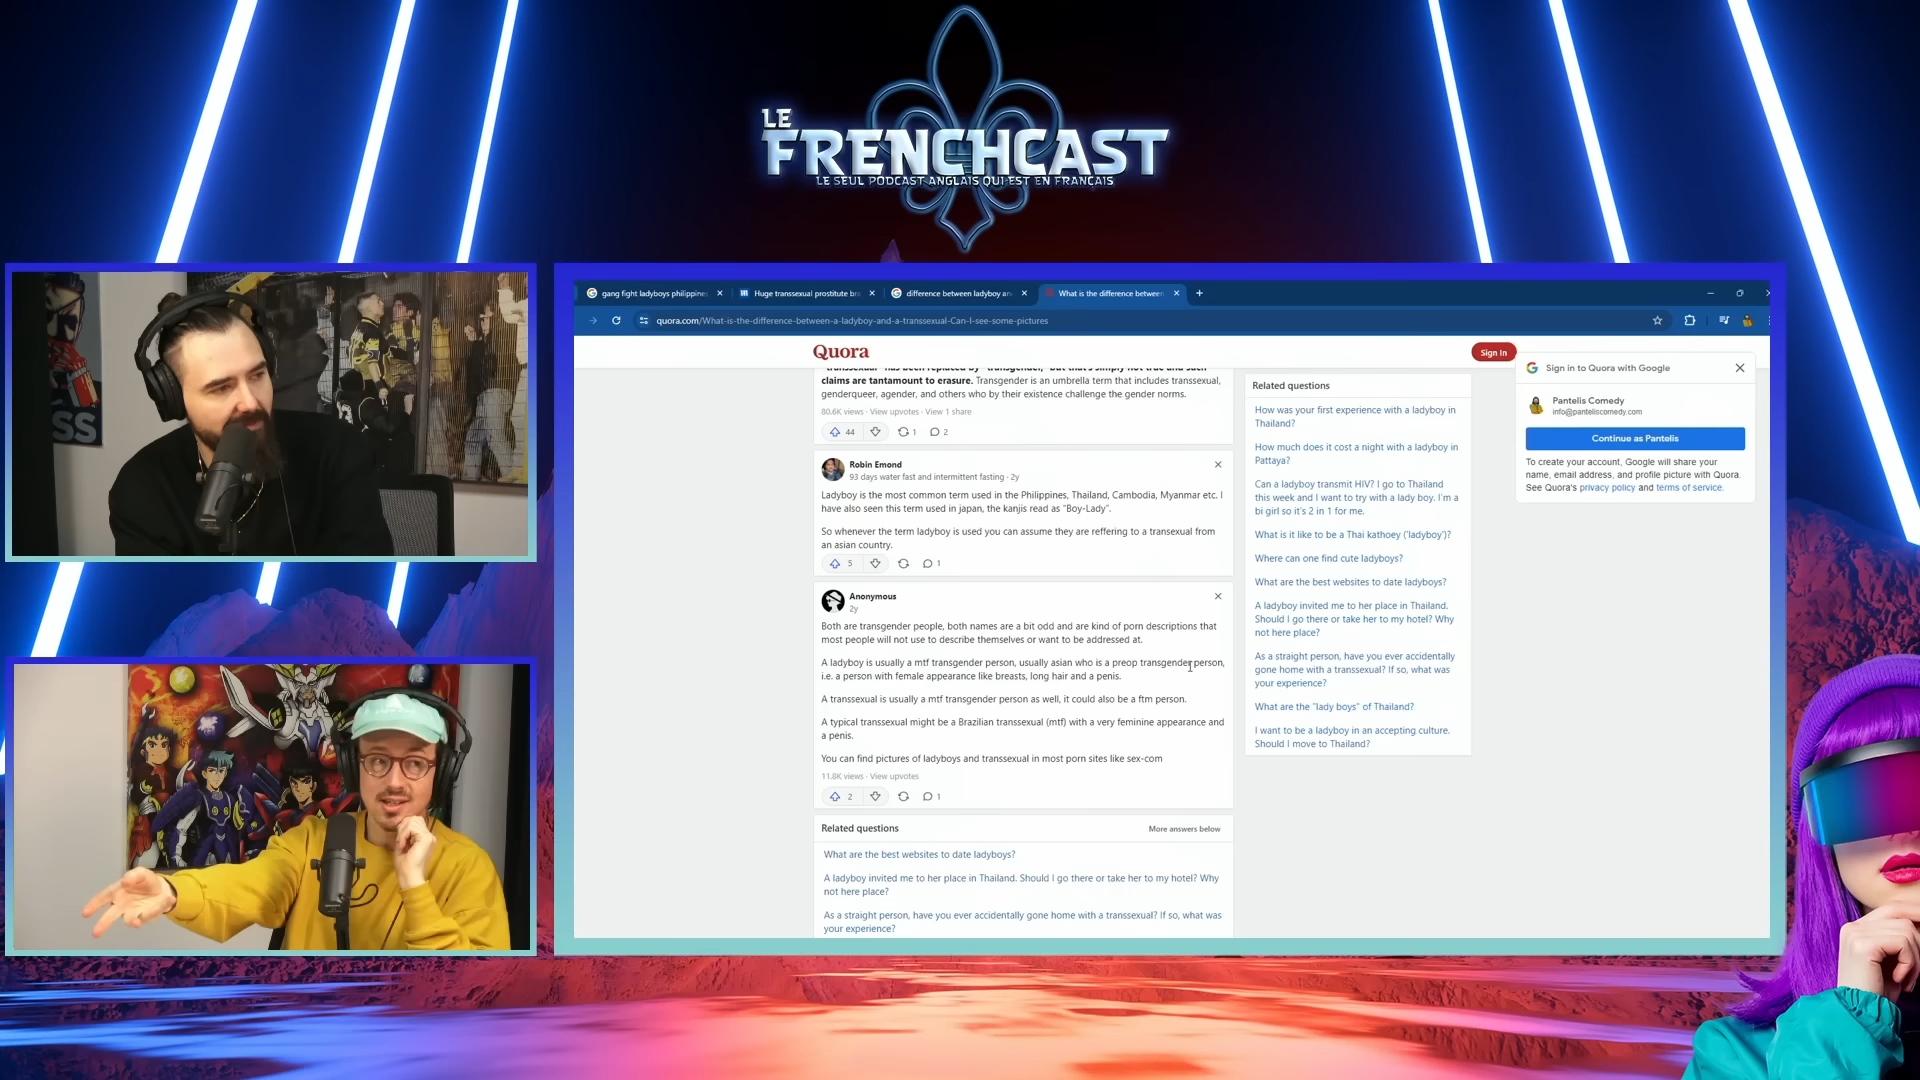 LE
FRENCHCAST
LE SEUL PODCAST ANGLAIS QUI EST EN FRANÇAIS
SS
gang fight ladyboys philippines
Huge transsexual prostitute br
difference between ladyboy an
What is the difference between
quora.com/What-is-the-difference-between-a-ladyboy-and-a-transsexual-Can-I-see-some-pictures
Quora
Sign In
"transsexual" has been replaced by "transgender," but that's simply not true and such
claims are tantamount to erasure. Transgender is an umbrella term that includes transsexual,
genderqueer, agender, and others who by their existence challenge the gender norms.
80.6K views · View upvotes · View 1 share
44
1
2
Robin Emond
93 days water fast and intermittent fasting · 2y
Ladyboy is the most common term used in the Philippines, Thailand, Cambodia, Myanmar etc. I
have also seen this term used in japan, the kanjis read as "Boy-Lady".
So whenever the term ladyboy is used you can assume they are reffering to a transexual from
an asian country.
5
1
Anonymous
2y
Both are transgender people, both names are a bit odd and are kind of porn descriptions that
most people will not use to describe themselves or want to be addressed at.
A ladyboy is usually a mtf transgender person, usually asian who is a preop transgender person,
i.e. a person with female appearance like breasts, long hair and a penis.
A transsexual is usually a mtf transgender person as well, it could also be a ftm person.
A typical transsexual might be a Brazilian transsexual (mtf) with a very feminine appearance and
a penis.
You can find pictures of ladyboys and transsexual in most porn sites like sex-com
11.8K views · View upvotes
2
1
Related questions
More answers below
What are the best websites to date ladyboys?
A ladyboy invited me to her place in Thailand. Should I go there or take her to my hotel? Why
not here place?
As a straight person, have you ever accidentally gone home with a transsexual? If so, what was
your experience?
Related questions
How was your first experience with a ladyboy in
Thailand?
How much does it cost a night with a ladyboy in
Pattaya?
Can a ladyboy transmit HIV? I go to Thailand
this week and I want to try with a lady boy. I'm a
bi girl so it's 2 in 1 for me.
What is it like to be a Thai kathoey ('ladyboy')?
Where can one find cute ladyboys?
What are the best websites to date ladyboys?
A ladyboy invited me to her place in Thailand.
Should I go there or take her to my hotel? Why
not here place?
As a straight person, have you ever accidentally
gone home with a transsexual? If so, what was
your experience?
What are the "lady boys" of Thailand?
I want to be a ladyboy in an accepting culture.
Should I move to Thailand?
Sign in to Quora with Google
Pantelis Comedy
info@panteliscomedy.com
Continue as Pantelis
To create your account, Google will share your
name, email address, and profile picture with Quora.
See Quora's privacy policy and terms of service.